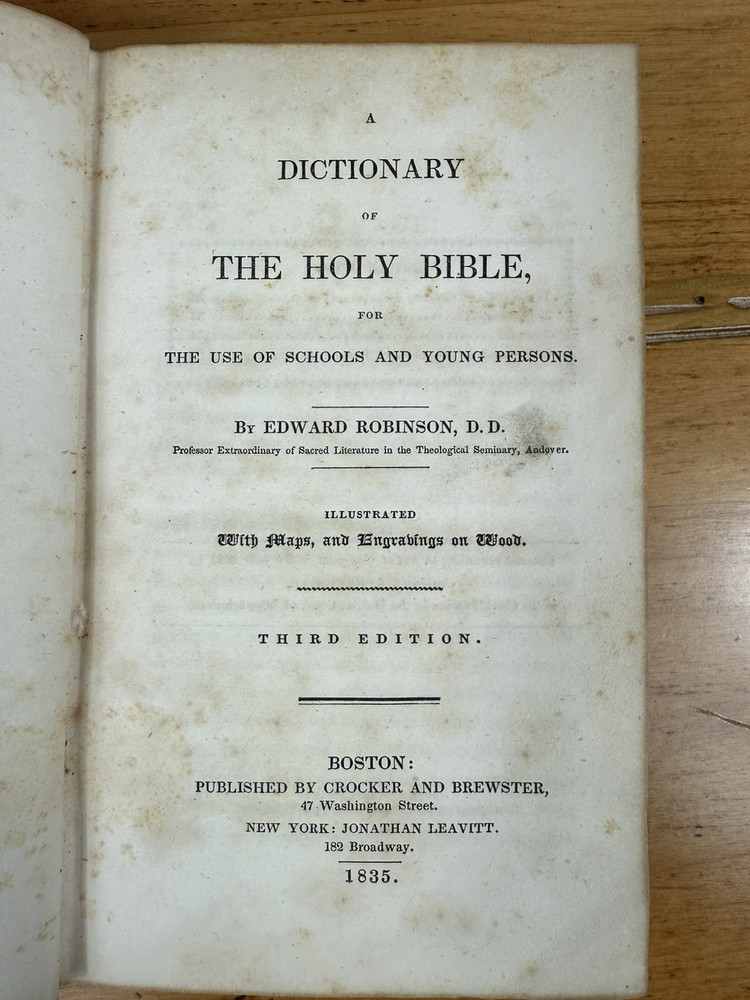 A
DICTIONARY
OF
THE HOLY BIBLE,
FOR
THE USE OF SCHOOLS AND YOUNG PERSONS.
By EDWARD ROBINSON, D. D.
Professor Extraordinary of Sacred Literature in the Theological Seminary, Andover.
ILLUSTRATED
With Maps, and Engravings on Wood.
THIRD EDITION.
BOSTON:
PUBLISHED BY CROCKER AND BREWSTER,
47 Washington Street.
NEW YORK: JONATHAN LEAVITT.
182 Broadway.
1835.